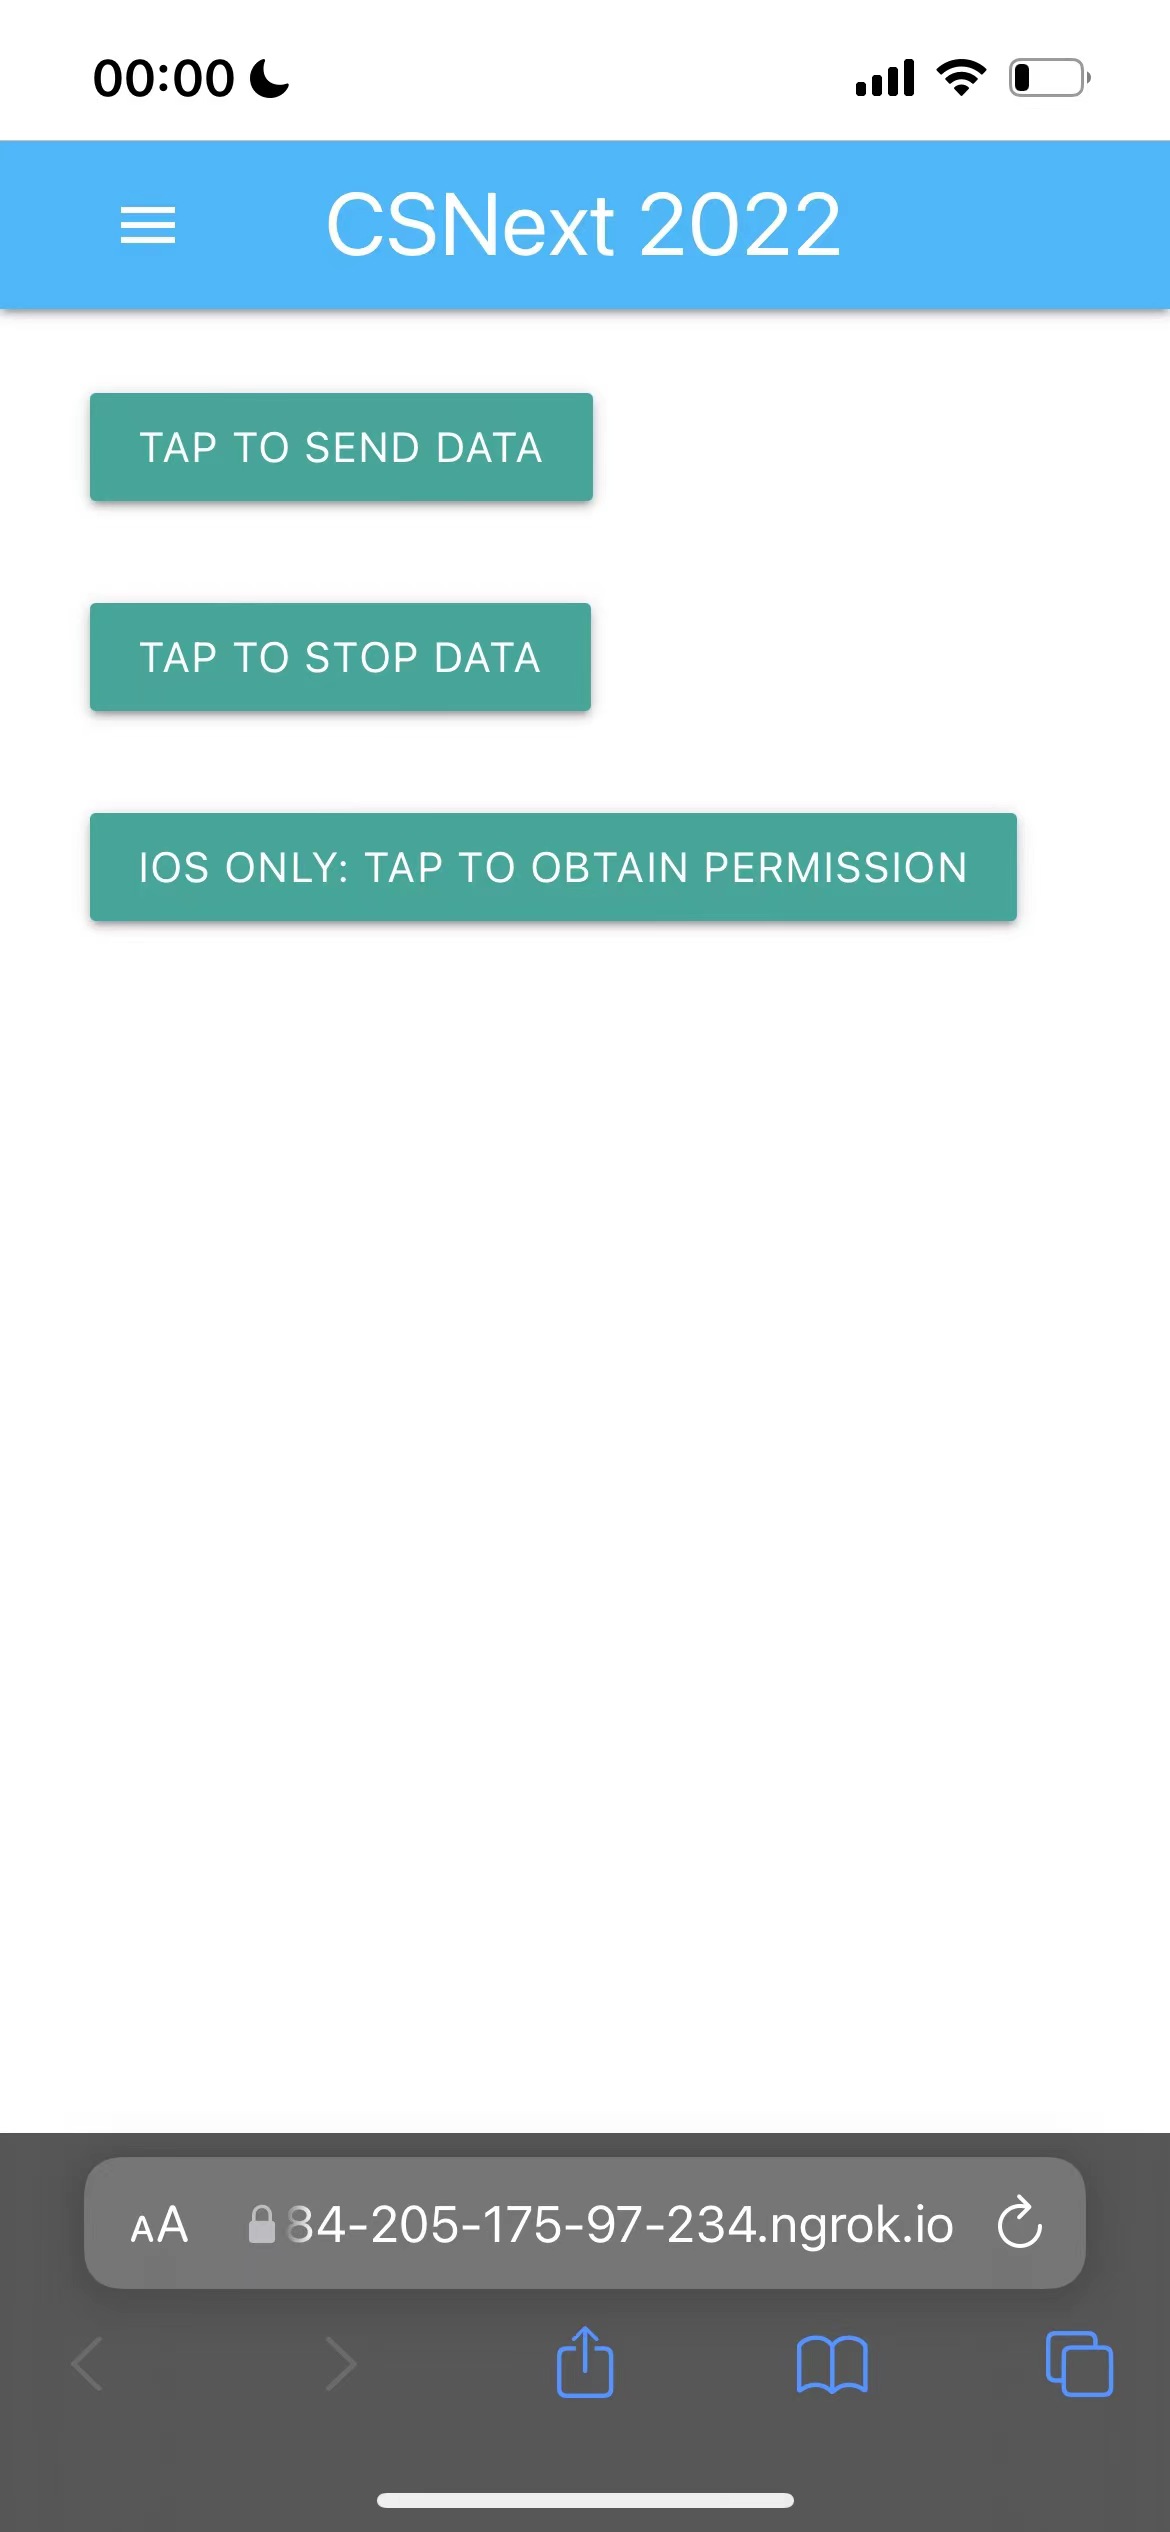 00:00
CSNext 2022
TAP TO SEND DATA
TAP TO STOP DATA
IOS ONLY: TAP TO OBTAIN PERMISSION
AA 84-205-175-97-234.ngrok.io